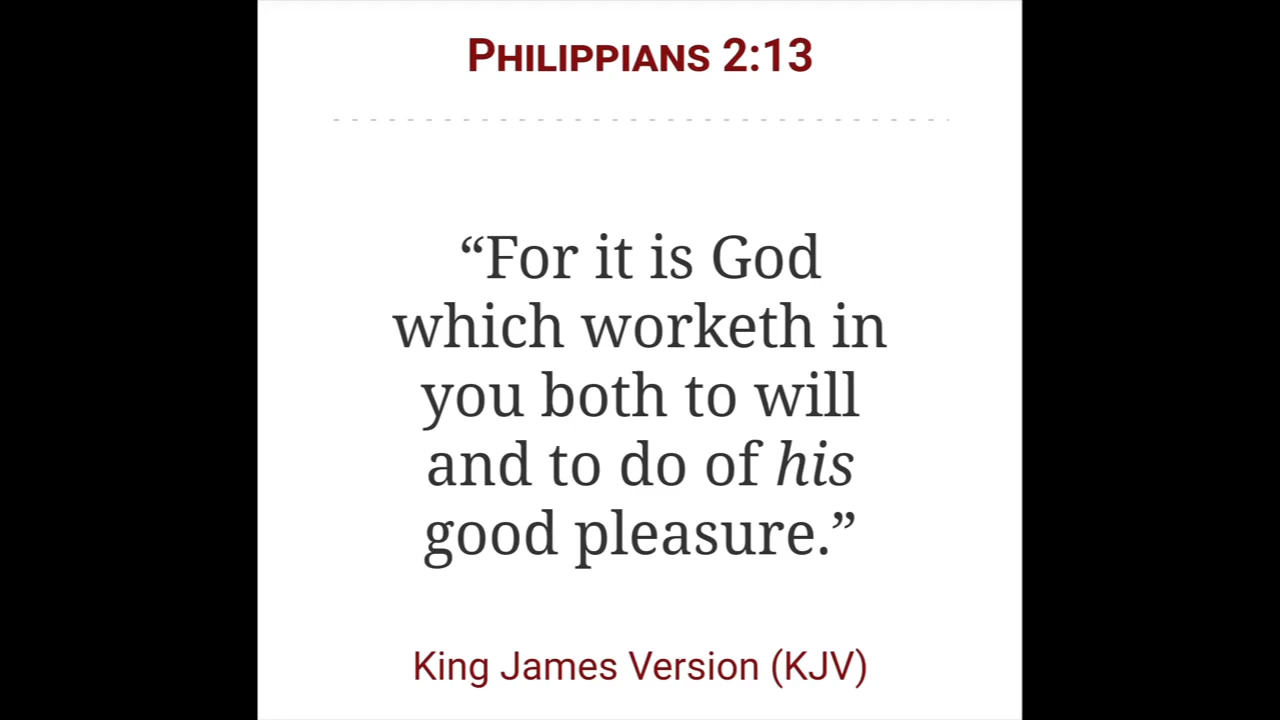 Philippians 2:13
“For it is God
which worketh in
you both to will
and to do of his
good pleasure.”
King James Version (KJV)